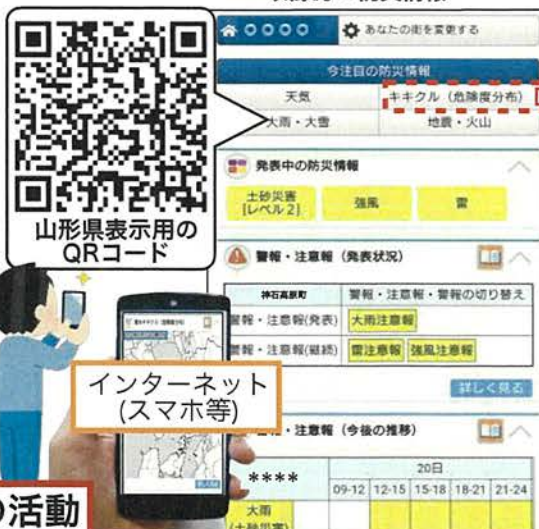 あなたの街を変更する
今注目の防災情報
天気
キキクル（危険度分布）
大雨・大雪
地震・火山
山形県表示用の
QRコード
発表中の防災情報
土砂災害
[レベル2]
強風
雷
警報・注意報（発表状況）
神石高原町
警報・注意報・警報の切り替え
警報・注意報(発表)
大雨注意報
警報・注意報(継続)
雷注意報
強風注意報
詳しく見る
インターネット
(スマホ等)
・注意報（今後の推移）
****
20日
09-12
12-15
15-18
18-21
21-24
大雨
(土砂災害)
の活動